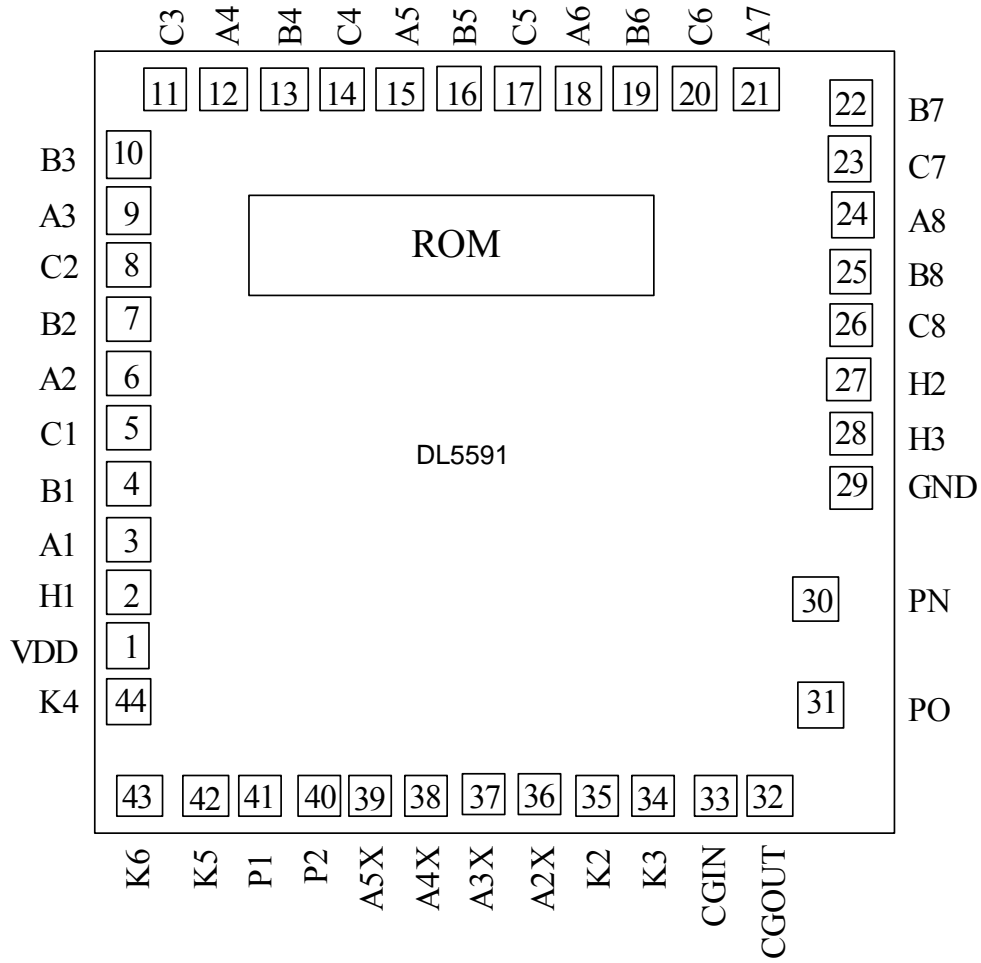 C3 A4 B4 C4 A5 B5 C5 A6 B6 C6 A7
11 12 13 14 15 16 17 18 19 20 21
22 B7
B3 10
23 C7
A3 9
24 A8
ROM
C2 8
25 B8
B2 7
26 C8
A2 6
27 H2
C1 5
28 H3
DL5591
B1 4
29 GND
A1 3
H1 2
30 PN
VDD 1
K4 44
31 PO
43 42 41 40 39 38 37 36 35 34 33 32
K6 K5 P1 P2 A5X A4X A3X A2X K2 K3 CGIN CGOUT